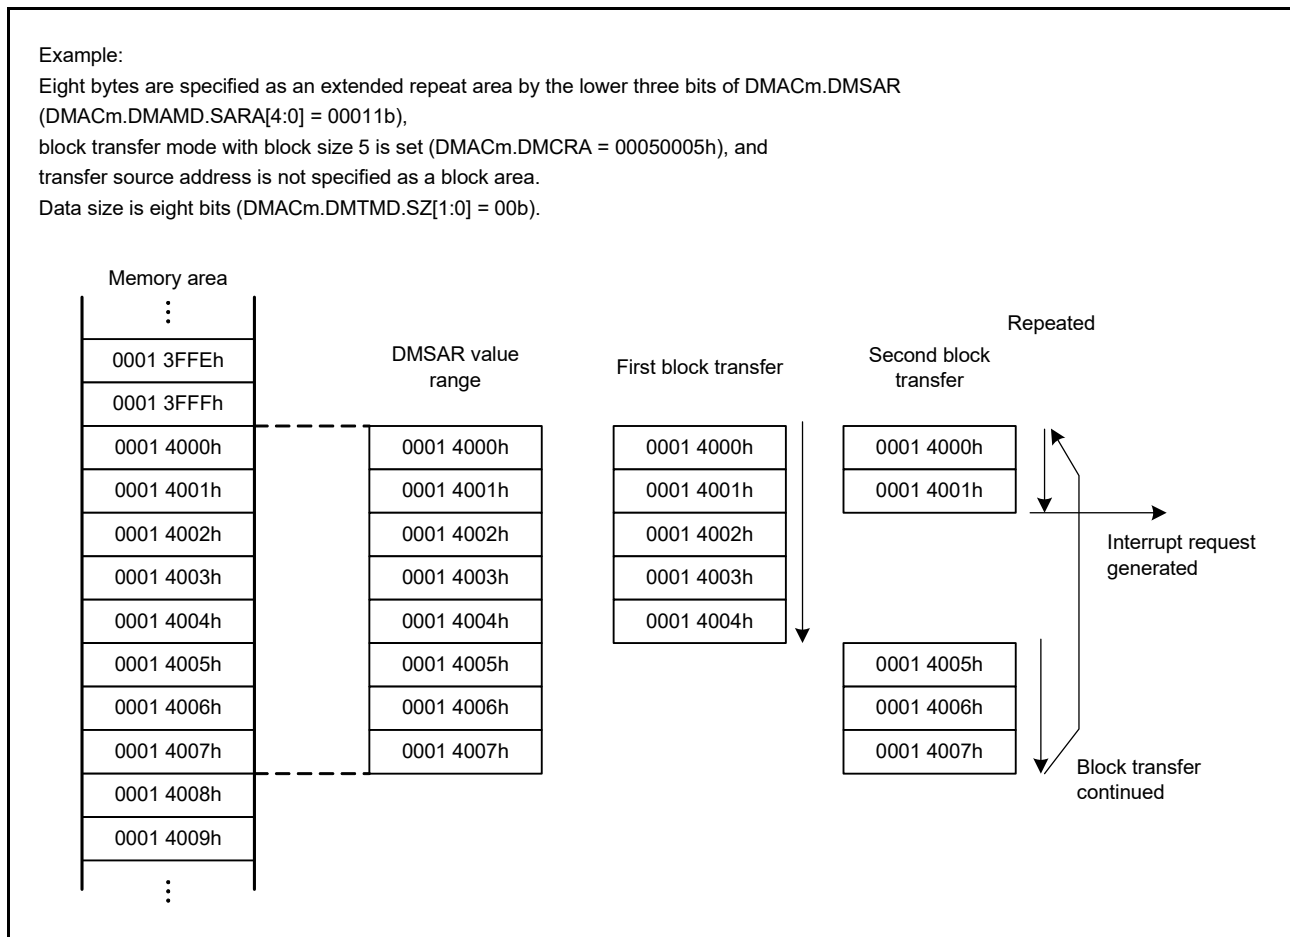 Example:
Eight bytes are specified as an extended repeat area by the lower three bits of DMACm.DMSAR
(DMACm.DMAMD.SARA[4:0] = 00011b),
block transfer mode with block size 5 is set (DMACm.DMCRA = 00050005h), and
transfer source address is not specified as a block area.
Data size is eight bits (DMACm.DMTMD.SZ[1:0] = 00b).
Memory area
⋮
0001 3FFEh
0001 3FFFh
0001 4000h
0001 4001h
0001 4002h
0001 4003h
0001 4004h
0001 4005h
0001 4006h
0001 4007h
0001 4008h
0001 4009h
⋮
DMSAR value
range
0001 4000h
0001 4001h
0001 4002h
0001 4003h
0001 4004h
0001 4005h
0001 4006h
0001 4007h
First block transfer
0001 4000h
0001 4001h
0001 4002h
0001 4003h
0001 4004h
Second block
transfer
0001 4000h
0001 4001h
0001 4005h
0001 4006h
0001 4007h
Repeated
Interrupt request
generated
Block transfer
continued